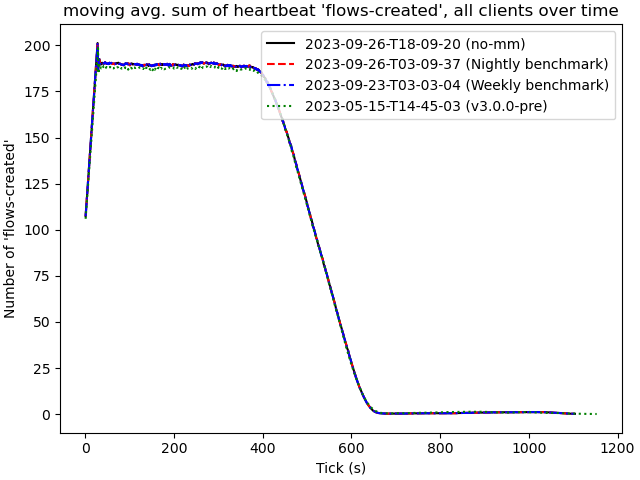 moving avg. sum of heartbeat 'flows-created', all clients over time
2023-09-26-T18-09-20 (no-mm)
2023-09-26-T03-09-37 (Nightly benchmark)
2023-09-23-T03-03-04 (Weekly benchmark)
2023-05-15-T14-45-03 (v3.0.0-pre)
Number of 'flows-created'
200
175
150
125
100
75
50
25
0
0 200 400 600 800 1000 1200
Tick (s)